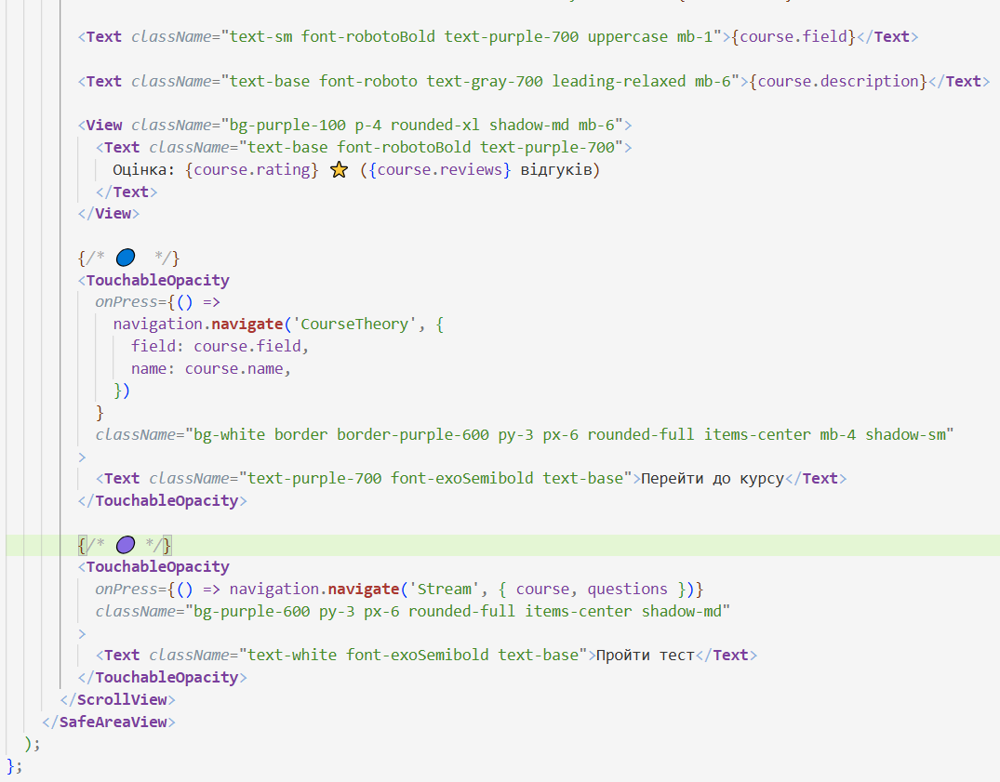 <Text className="text-sm font-robotoBold text-purple-700 uppercase mb-1">{course.field}</Text>
<Text className="text-base font-roboto text-gray-700 leading-relaxed mb-6">{course.description}</Text>
<View className="bg-purple-100 p-4 rounded-xl shadow-md mb-6">
<Text className="text-base font-robotoBold text-purple-700">
Оцінка: {course.rating} ⭐ ({course.reviews} відгуків)
</Text>
</View>
{/* 🔵 */}
<TouchableOpacity
onPress={() =>
navigation.navigate('CourseTheory', {
field: course.field,
name: course.name,
})
}
className="bg-white border border-purple-600 py-3 px-6 rounded-full items-center mb-4 shadow-sm"
>
<Text className="text-purple-700 font-exoSemibold text-base">Перейти до курсу</Text>
</TouchableOpacity>
{/* 🟣 */}
<TouchableOpacity
onPress={() => navigation.navigate('Stream', { course, questions })}
className="bg-purple-600 py-3 px-6 rounded-full items-center shadow-md"
>
<Text className="text-white font-exoSemibold text-base">Пройти тест</Text>
</TouchableOpacity>
</ScrollView>
</SafeAreaView>
);
};